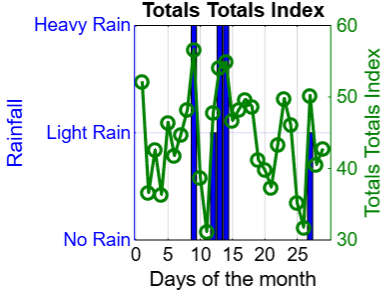 Totals Totals Index
Heavy Rain
Light Rain
No Rain
Rainfall
60
50
40
30
Totals Totals Index
0 5 10 15 20 25
Days of the month